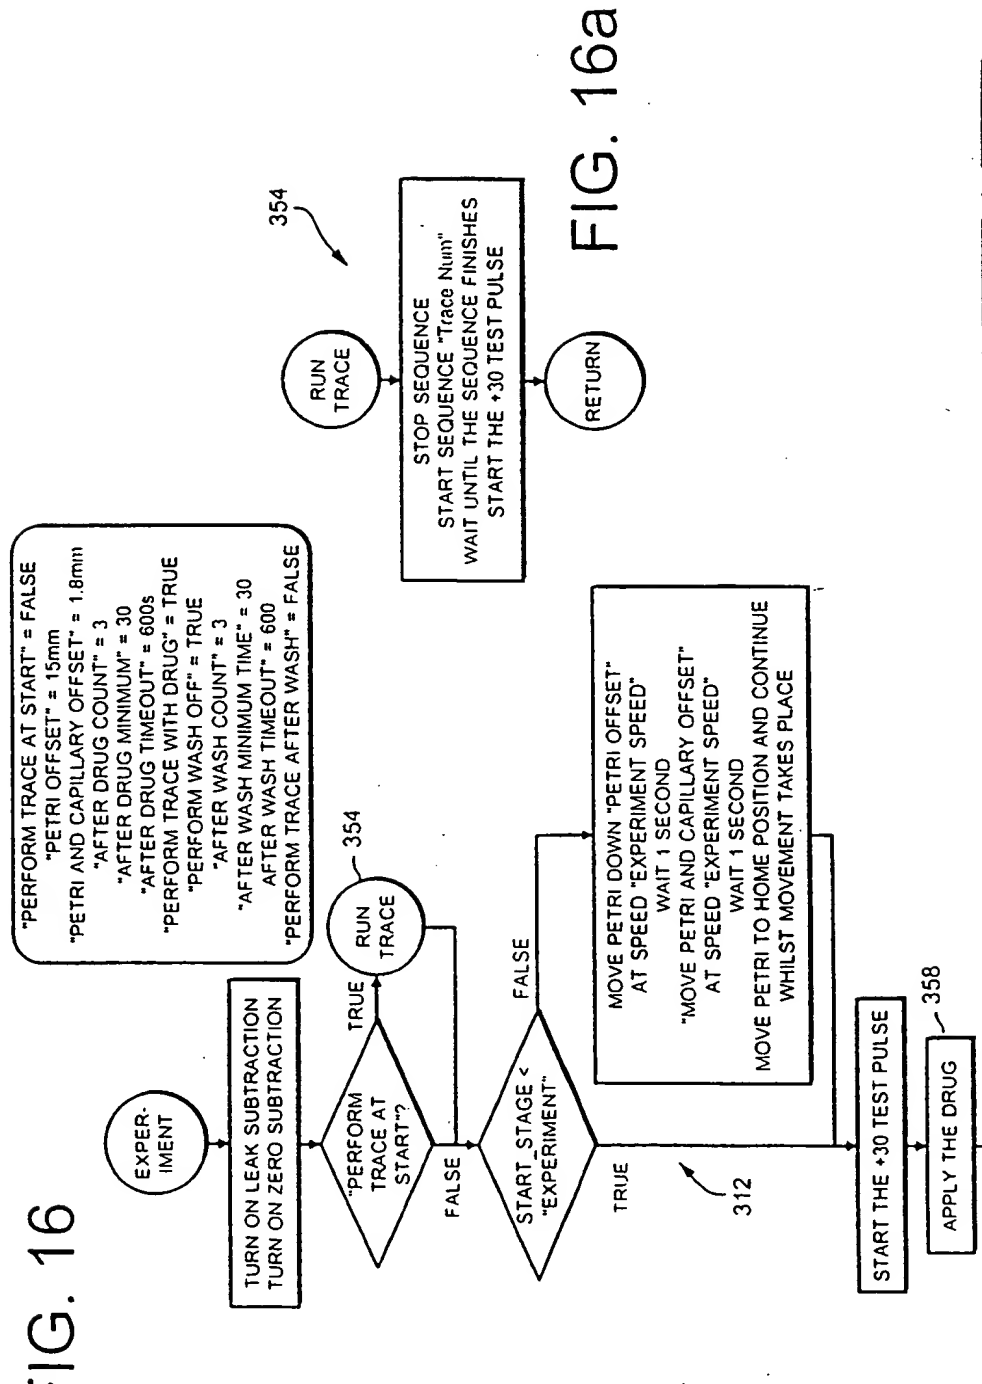 FIG. 16
EXPER-
IMENT
TURN ON LEAK SUBTRACTION
TURN ON ZERO SUBTRACTION
"PERFORM
TRACE AT
START"?
TRUE
RUN
TRACE
354
FALSE
START_STAGE <
"EXPERIMENT"
FALSE
TRUE
312
MOVE PETRI DOWN "PETRI OFFSET"
AT SPEED "EXPERIMENT SPEED"
WAIT 1 SECOND
"MOVE PETRI AND CAPILLARY OFFSET"
AT SPEED "EXPERIMENT SPEED"
WAIT 1 SECOND
MOVE PETRI TO HOME POSITION AND CONTINUE
WHILST MOVEMENT TAKES PLACE
START THE +30 TEST PULSE
APPLY THE DRUG
358
"PERFORM TRACE AT START" = FALSE
"PETRI OFFSET" = 15mm
"PETRI AND CAPILLARY OFFSET" = 1.8mm
"AFTER DRUG COUNT" = 3
"AFTER DRUG MINIMUM" = 30
"AFTER DRUG TIMEOUT" = 600s
"PERFORM TRACE WITH DRUG" = TRUE
"PERFORM WASH OFF" = TRUE
"AFTER WASH COUNT" = 3
"AFTER WASH MINIMUM TIME" = 30
AFTER WASH TIMEOUT" = 600
"PERFORM TRACE AFTER WASH" = FALSE
354
RUN
TRACE
STOP SEQUENCE
START SEQUENCE "Trace Num"
WAIT UNTIL THE SEQUENCE FINISHES
START THE +30 TEST PULSE
RETURN
FIG. 16a